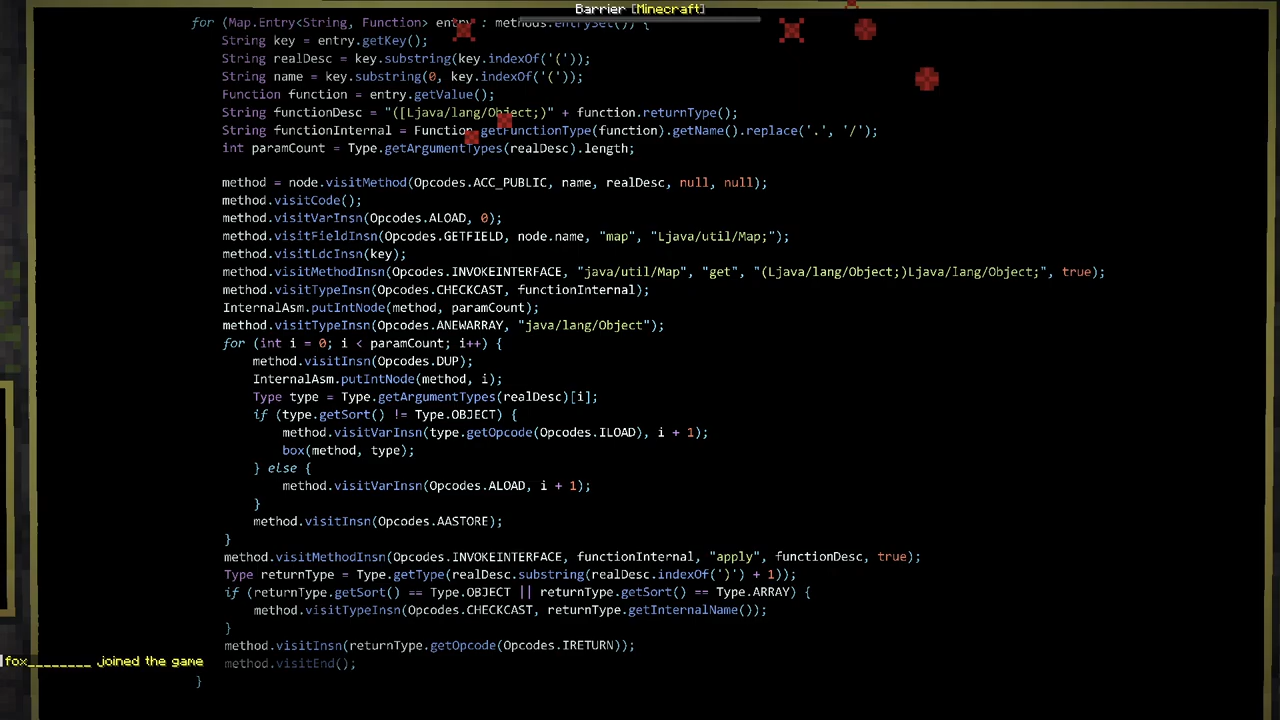 Barrier [Minecraft]
for (Map.Entry<String, Function> entry : methods.entrySet()) {
String key = entry.getKey();
String realDesc = key.substring(key.indexOf('('));
String name = key.substring(0, key.indexOf('('));
Function function = entry.getValue();
String functionDesc = "([Ljava/lang/Object;)" + function.returnType();
String functionInternal = Function.getFunctionType(function).getName().replace('.', '/');
int paramCount = Type.getArgumentTypes(realDesc).length;
method = node.visitMethod(Opcodes.ACC_PUBLIC, name, realDesc, null, null);
method.visitCode();
method.visitVarInsn(Opcodes.ALOAD, 0);
method.visitFieldInsn(Opcodes.GETFIELD, node.name, "map", "Ljava/util/Map;");
method.visitLdcInsn(key);
method.visitMethodInsn(Opcodes.INVOKEINTERFACE, "java/util/Map", "get", "(Ljava/lang/Object;)Ljava/lang/Object;", true);
method.visitTypeInsn(Opcodes.CHECKCAST, functionInternal);
InternalAsm.putIntNode(method, paramCount);
method.visitTypeInsn(Opcodes.ANEWARRAY, "java/lang/Object");
for (int i = 0; i < paramCount; i++) {
method.visitInsn(Opcodes.DUP);
InternalAsm.putIntNode(method, i);
Type type = Type.getArgumentTypes(realDesc)[i];
if (type.getSort() != Type.OBJECT) {
method.visitVarInsn(type.getOpcode(Opcodes.ILOAD), i + 1);
box(method, type);
} else {
method.visitVarInsn(Opcodes.ALOAD, i + 1);
}
method.visitInsn(Opcodes.AASTORE);
}
method.visitMethodInsn(Opcodes.INVOKEINTERFACE, functionInternal, "apply", functionDesc, true);
Type returnType = Type.getType(realDesc.substring(realDesc.indexOf(')') + 1));
if (returnType.getSort() == Type.OBJECT || returnType.getSort() == Type.ARRAY) {
method.visitTypeInsn(Opcodes.CHECKCAST, returnType.getInternalName());
}
method.visitInsn(returnType.getOpcode(Opcodes.IRETURN));
fox________ joined the game
method.visitEnd();
}